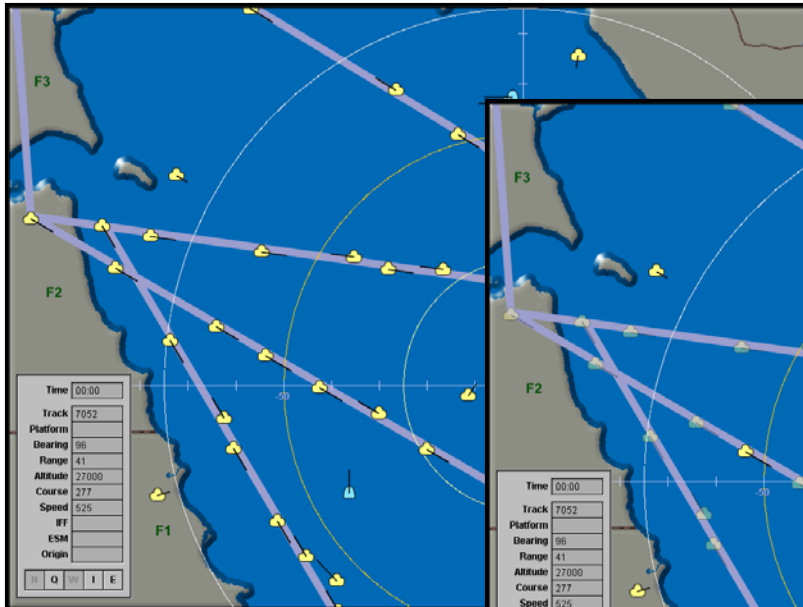 F3
F2
-50
Time 00:00
Track 7052
Platform
Bearing 96
Range 41
Altitude 27000
Course 277
Speed 525
IFF
ESM
Origin
N Q W I E
F1
F3
F2
-50
Time 00:00
Track 7052
Platform
Bearing 96
Range 41
Altitude 27000
Course 277
Speed 525